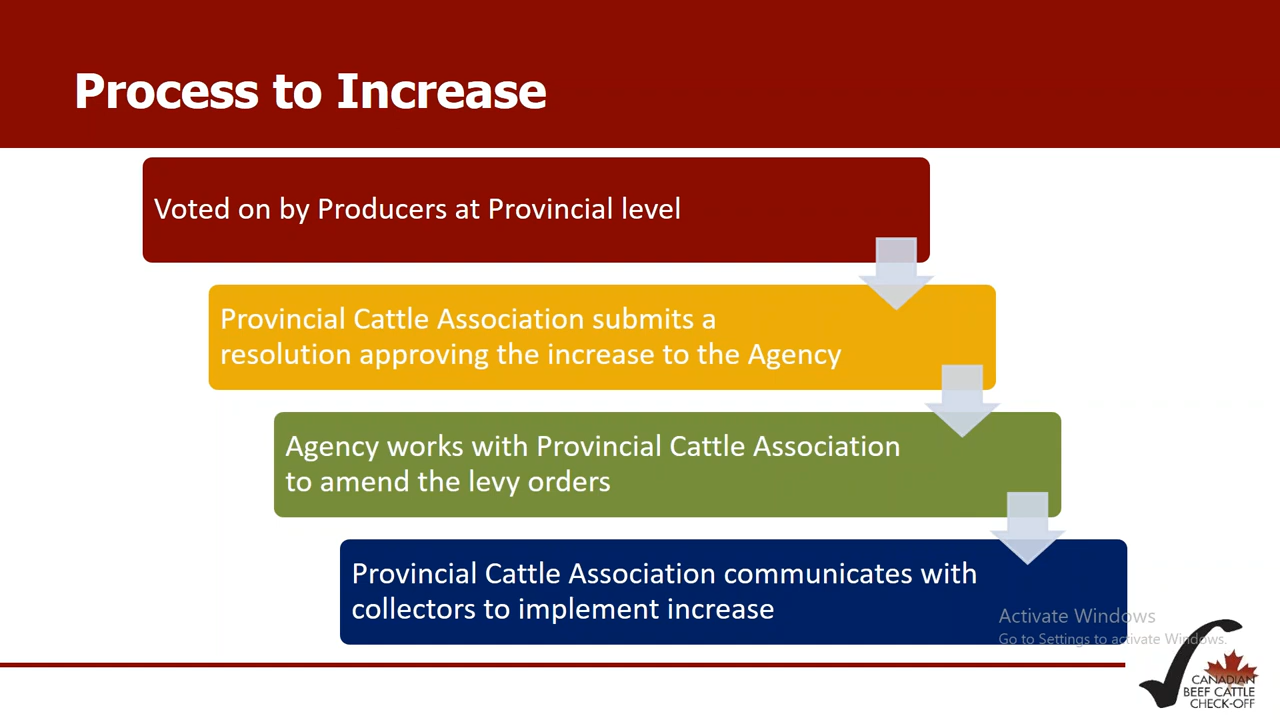 Process to Increase
Voted on by Producers at Provincial level
Provincial Cattle Association submits a
resolution approving the increase to the Agency
Agency works with Provincial Cattle Association
to amend the levy orders
Provincial Cattle Association communicates with
collectors to implement increase
Activate Windows
Go to Settings to activate Windows.
CANADIAN
BEEF CATTLE
CHECK-OFF